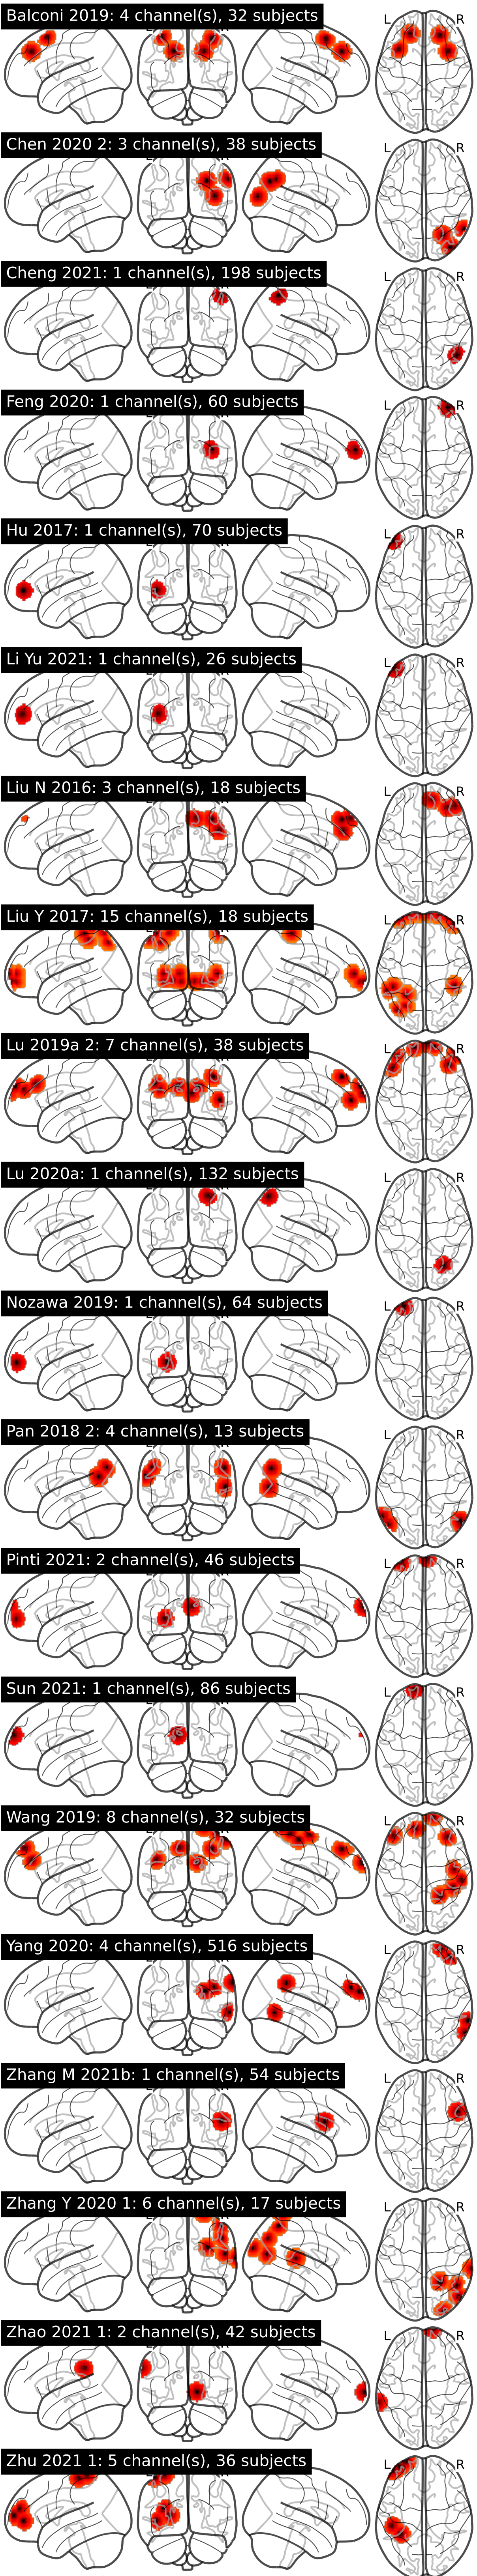 Balconi 2019: 4 channel(s), 32 subjects
L R
Chen 2020 2: 3 channel(s), 38 subjects
L R
Cheng 2021: 1 channel(s), 198 subjects
L R
Feng 2020: 1 channel(s), 60 subjects
L R
Hu 2017: 1 channel(s), 70 subjects
L R
Li Yu 2021: 1 channel(s), 26 subjects
L R
Liu N 2016: 3 channel(s), 18 subjects
L R
Liu Y 2017: 15 channel(s), 18 subjects
L R
Lu 2019a 2: 7 channel(s), 38 subjects
L R
Lu 2020a: 1 channel(s), 132 subjects
L R
Nozawa 2019: 1 channel(s), 64 subjects
L R
Pan 2018 2: 4 channel(s), 13 subjects
L R
Pinti 2021: 2 channel(s), 46 subjects
L R
Sun 2021: 1 channel(s), 86 subjects
L R
Wang 2019: 8 channel(s), 32 subjects
L R
Yang 2020: 4 channel(s), 516 subjects
L R
Zhang M 2021b: 1 channel(s), 54 subjects
L R
Zhang Y 2020 1: 6 channel(s), 17 subjects
L R
Zhao 2021 1: 2 channel(s), 42 subjects
L R
Zhu 2021 1: 5 channel(s), 36 subjects
L R